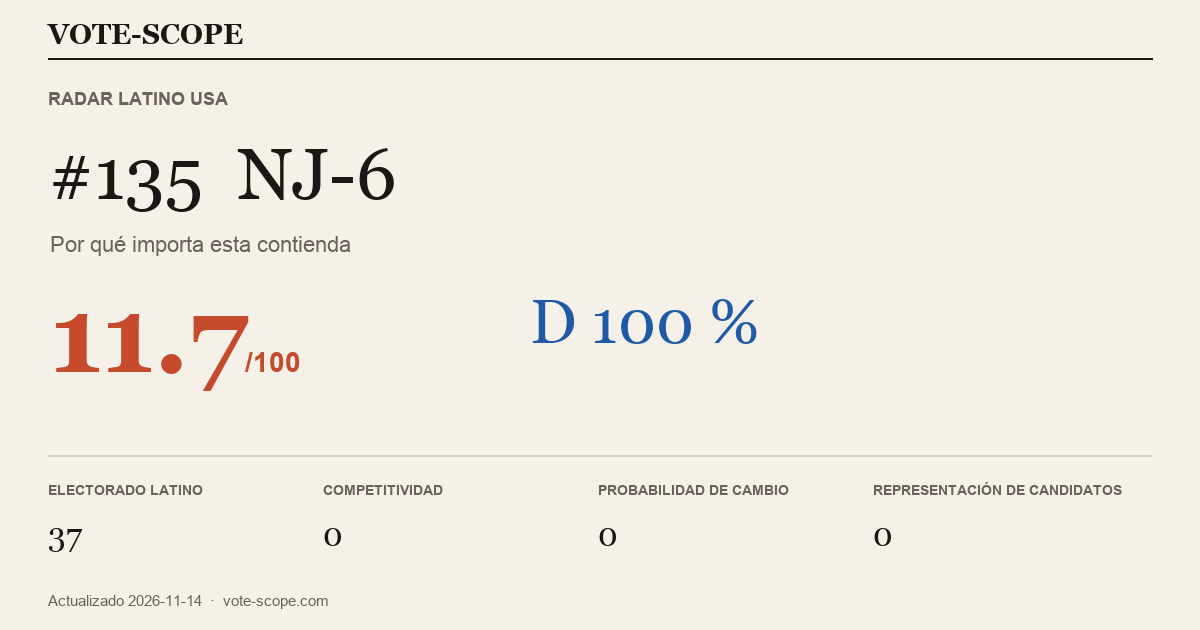 VOTE-SCOPE
RADAR LATINO USA
#135 NJ-6
Por qué importa esta contienda
11.7/100
D 100 %
ELECTORADO LATINO
COMPETITIVIDAD
PROBABILIDAD DE CAMBIO
REPRESENTACIÓN DE CANDIDATOS
37
0
0
0
Actualizado 2026-11-14 · vote-scope.com